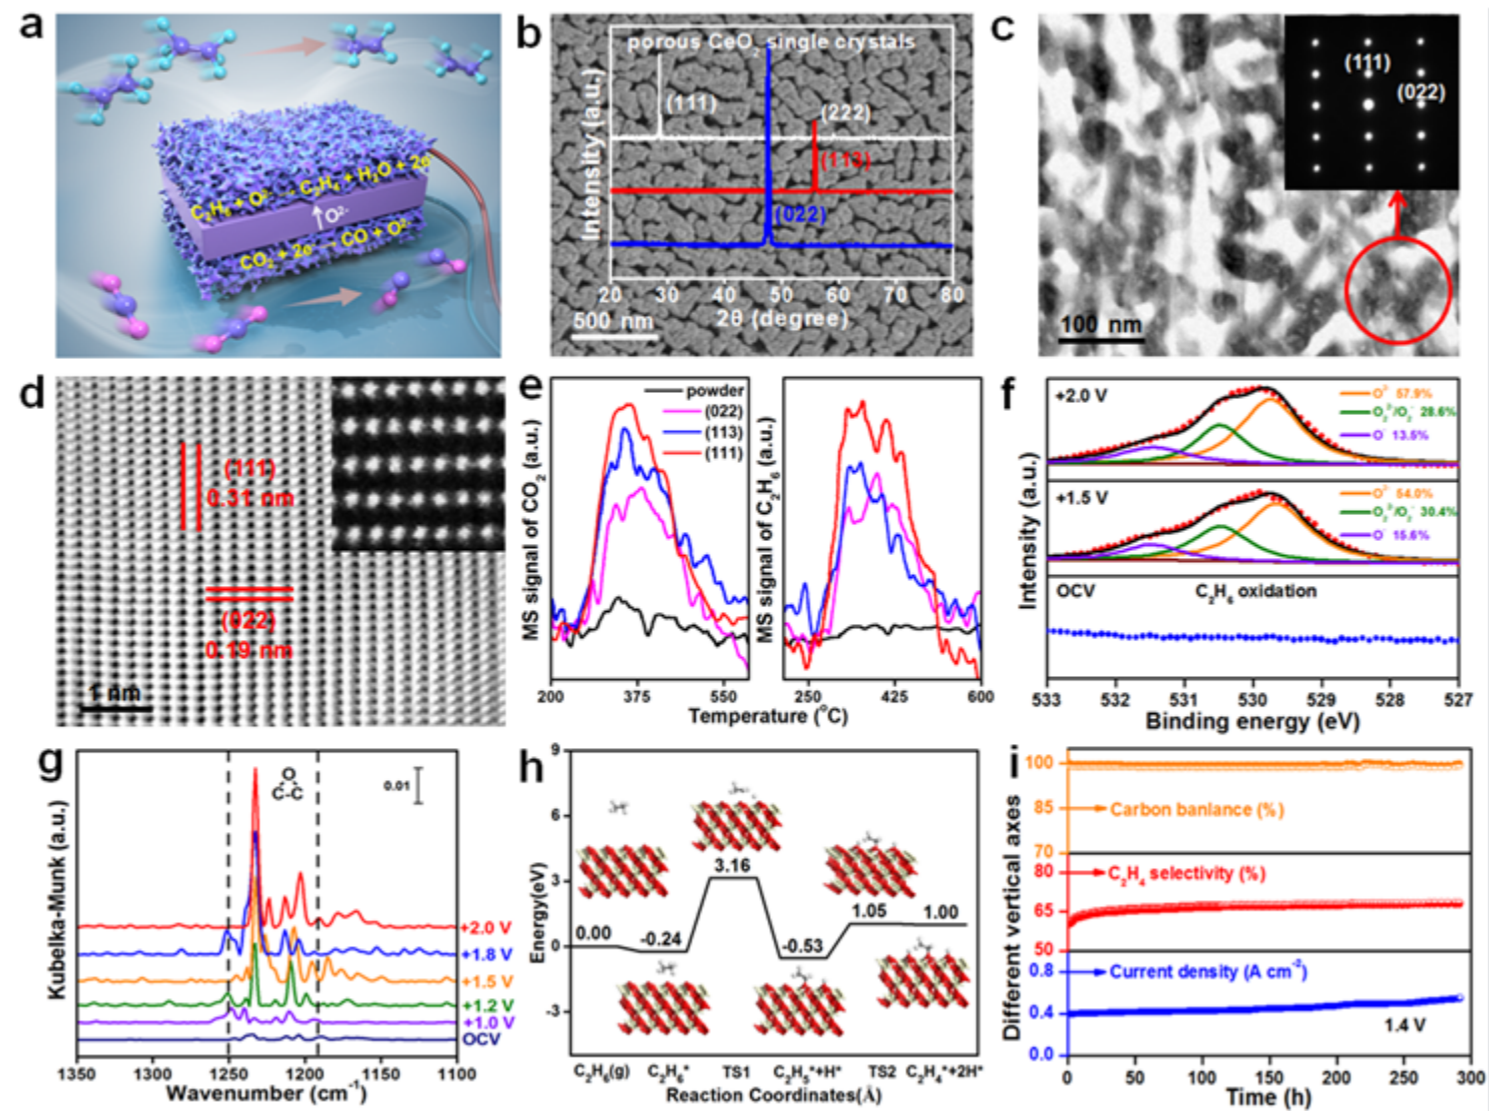 a
C₂H₆ + O²⁻ → C₂H₄ + H₂O + 2e⁻
O²⁻
CO₂ + 2e⁻ → CO + O²⁻
b
porous CeO₂ single crystals
Intensity (a.u.)
(111)
(222)
(113)
(022)
20 30 40 50 60 70 80
2θ (degree)
500 nm
c
(111)
(022)
100 nm
d
(111)
0.31 nm
(022)
0.19 nm
1 nm
e
MS signal of CO₂ (a.u.)
powder
(022)
(113)
(111)
200 375 550
MS signal of C₂H₆ (a.u.)
250 425 600
Temperature (°C)
f
Intensity (a.u.)
+2.0 V
O²⁻ 57.9%
O₂²⁻/O₂⁻ 28.6%
O⁻ 13.5%
+1.5 V
O²⁻ 54.0%
O₂²⁻/O₂⁻ 30.4%
O⁻ 15.6%
OCV C₂H₆ oxidation
533 532 531 530 529 528 527
Binding energy (eV)
g
Kubelka-Munk (a.u.)
O
C-C
0.01
+2.0 V
+1.8 V
+1.5 V
+1.2 V
+1.0 V
OCV
1350 1300 1250 1200 1150 1100
Wavenumber (cm⁻¹)
h
Energy(eV)
9
6
3
0
-3
0.00
-0.24
3.16
-0.53
1.05
1.00
C₂H₆(g) C₂H₆* TS1 C₂H₅*+H* TS2 C₂H₄*+2H*
Reaction Coordinates(Å)
i
Different vertical axes
100
85
70
Carbon banlance (%)
80
65
50
C₂H₄ selectivity (%)
0.8
0.4
0.0
Current density (A cm⁻²)
1.4 V
0 50 100 150 200 250 300
Time (h)